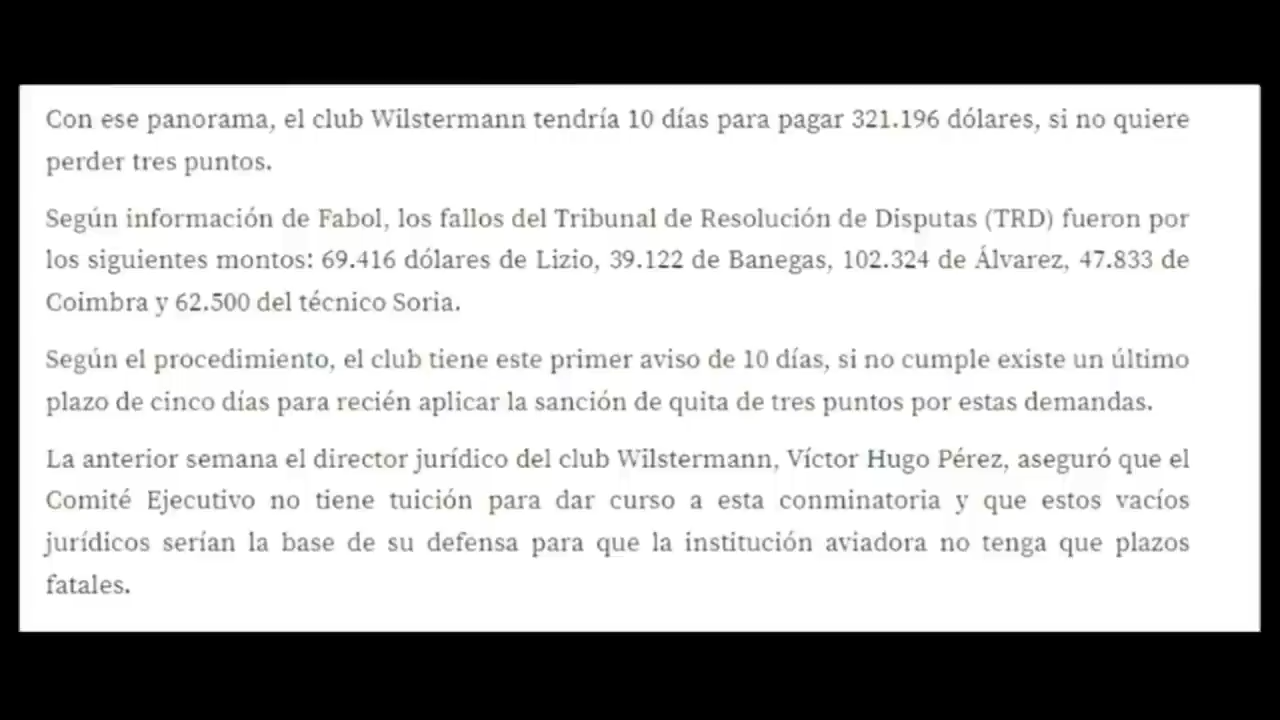 Con ese panorama, el club Wilstermann tendría 10 días para pagar 321.196 dólares, si no quiere
perder tres puntos.
Según información de Fabol, los fallos del Tribunal de Resolución de Disputas (TRD) fueron por
los siguientes montos: 69.416 dólares de Lizio, 39.122 de Banegas, 102.324 de Álvarez, 47.833 de
Coimbra y 62.500 del técnico Soria.
Según el procedimiento, el club tiene este primer aviso de 10 días, si no cumple existe un último
plazo de cinco días para recién aplicar la sanción de quita de tres puntos por estas demandas.
La anterior semana el director jurídico del club Wilstermann, Víctor Hugo Pérez, aseguró que el
Comité Ejecutivo no tiene tuición para dar curso a esta conminatoria y que estos vacíos
jurídicos serían la base de su defensa para que la institución aviadora no tenga que plazos
fatales.